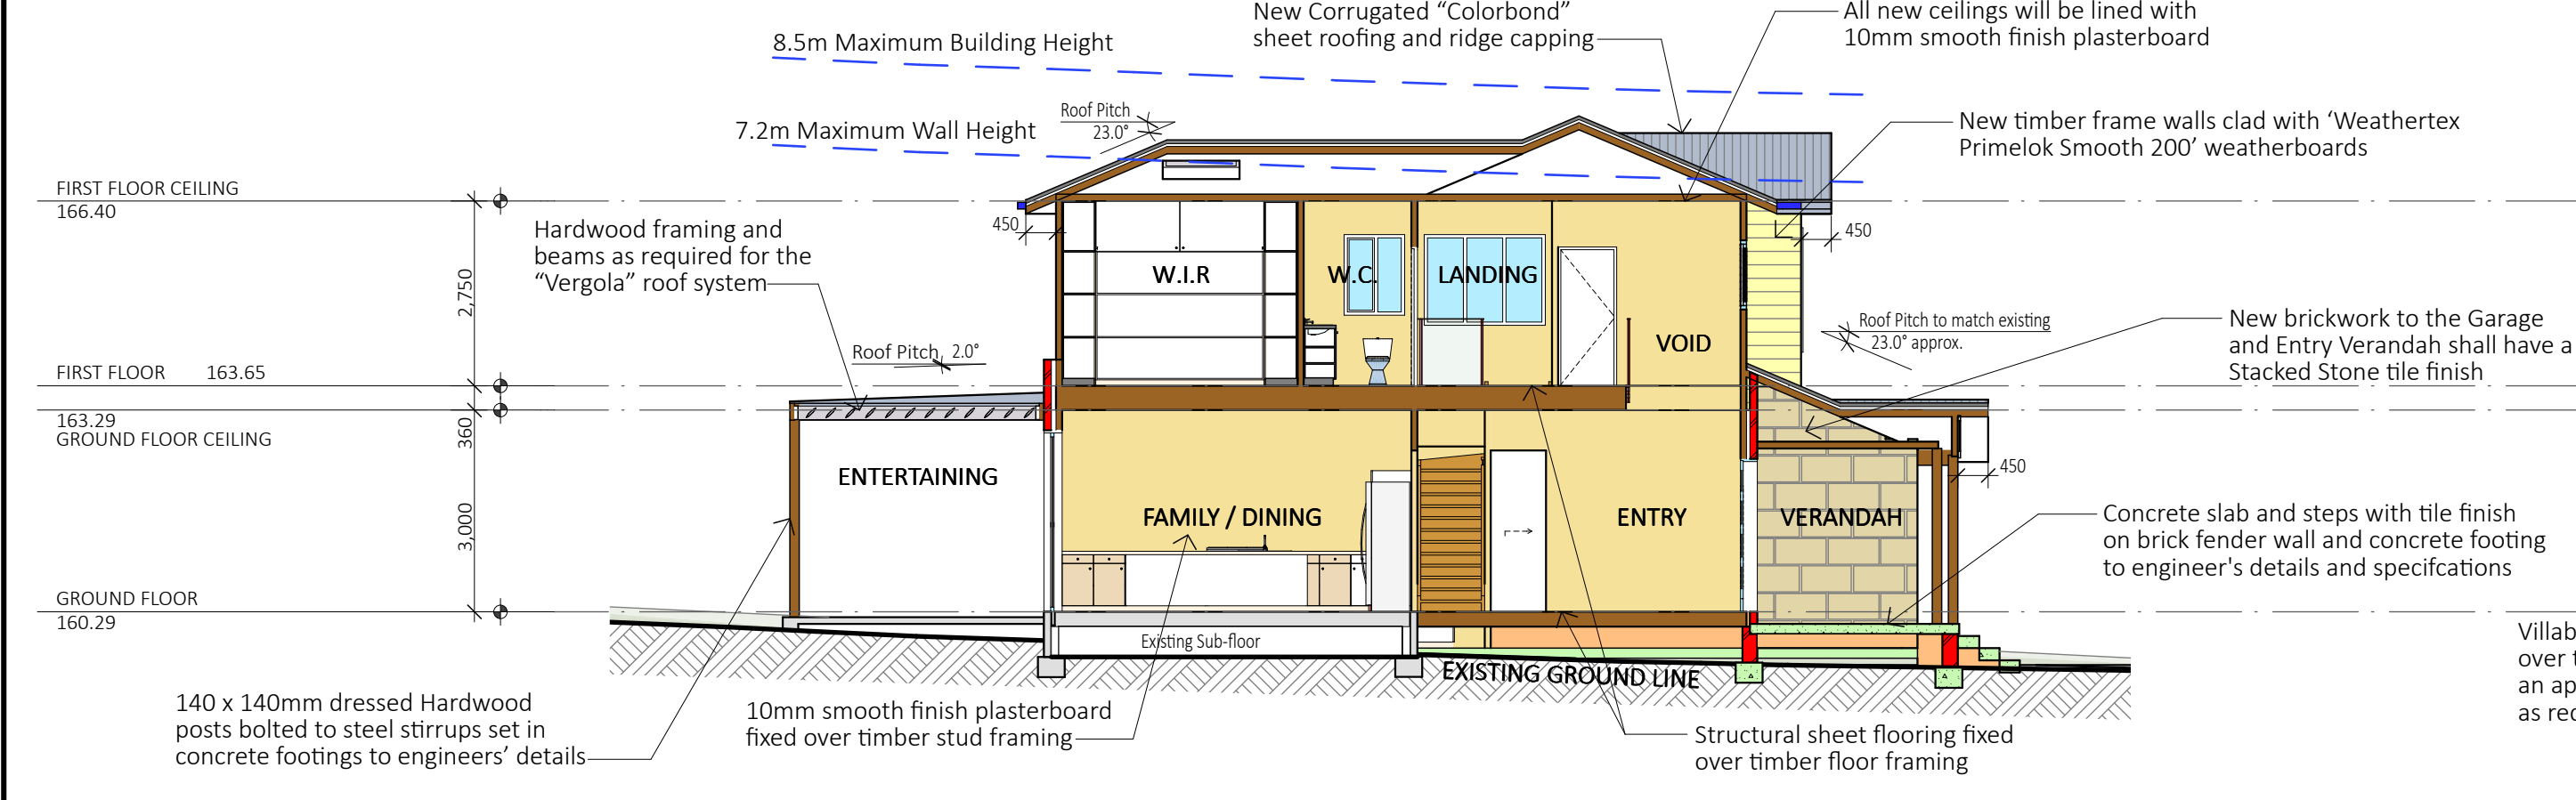 New Corrugated “Colorbond”
sheet roofing and ridge capping
All new ceilings will be lined with
10mm smooth finish plasterboard
8.5m Maximum Building Height
Roof Pitch
23.0°
7.2m Maximum Wall Height
New timber frame walls clad with ‘Weathertex
Primelok Smooth 200’ weatherboards
FIRST FLOOR CEILING
166.40
2,750
Hardwood framing and
beams as required for the
“Vergola” roof system
450
450
W.I.R
W.C.
LANDING
VOID
Roof Pitch to match existing
23.0° approx.
New brickwork to the Garage
and Entry Verandah shall have a
Stacked Stone tile finish
Roof Pitch 2.0°
FIRST FLOOR 163.65
163.29
GROUND FLOOR CEILING
360
3,000
ENTERTAINING
FAMILY / DINING
ENTRY
VERANDAH
450
Concrete slab and steps with tile finish
on brick fender wall and concrete footing
to engineer's details and specifcations
GROUND FLOOR
160.29
Existing Sub-floor
EXISTING GROUND LINE
Villab
over t
an ap
as rec
140 x 140mm dressed Hardwood
posts bolted to steel stirrups set in
concrete footings to engineers’ details
10mm smooth finish plasterboard
fixed over timber stud framing
Structural sheet flooring fixed
over timber floor framing